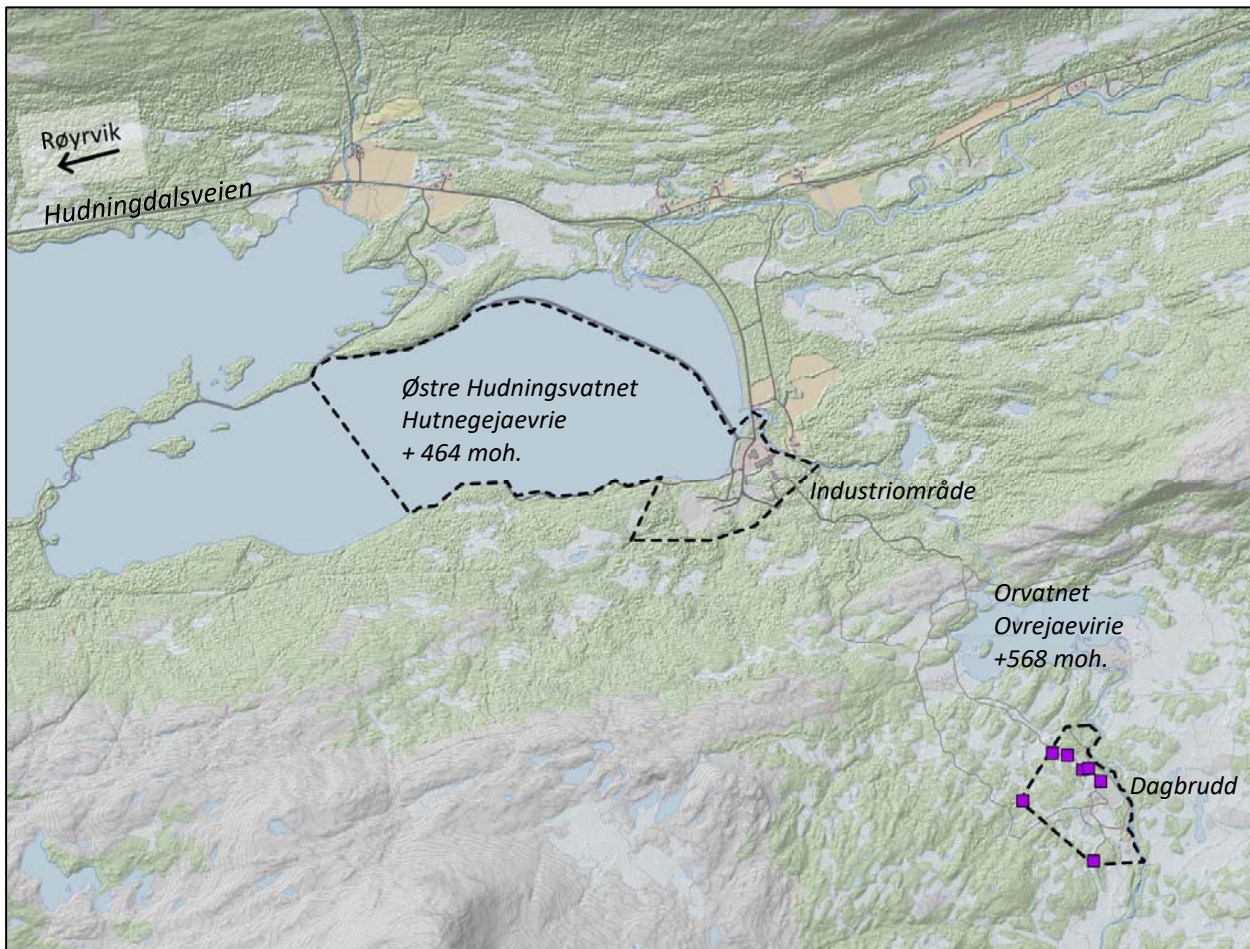 Røyrvik
Hudningdalsveien
Østre Hudningsvatnet
Hutnegejaevrie
+ 464 moh.
Industriområde
Orvatnet
Ovrejaevirie
+568 moh.
Dagbrudd